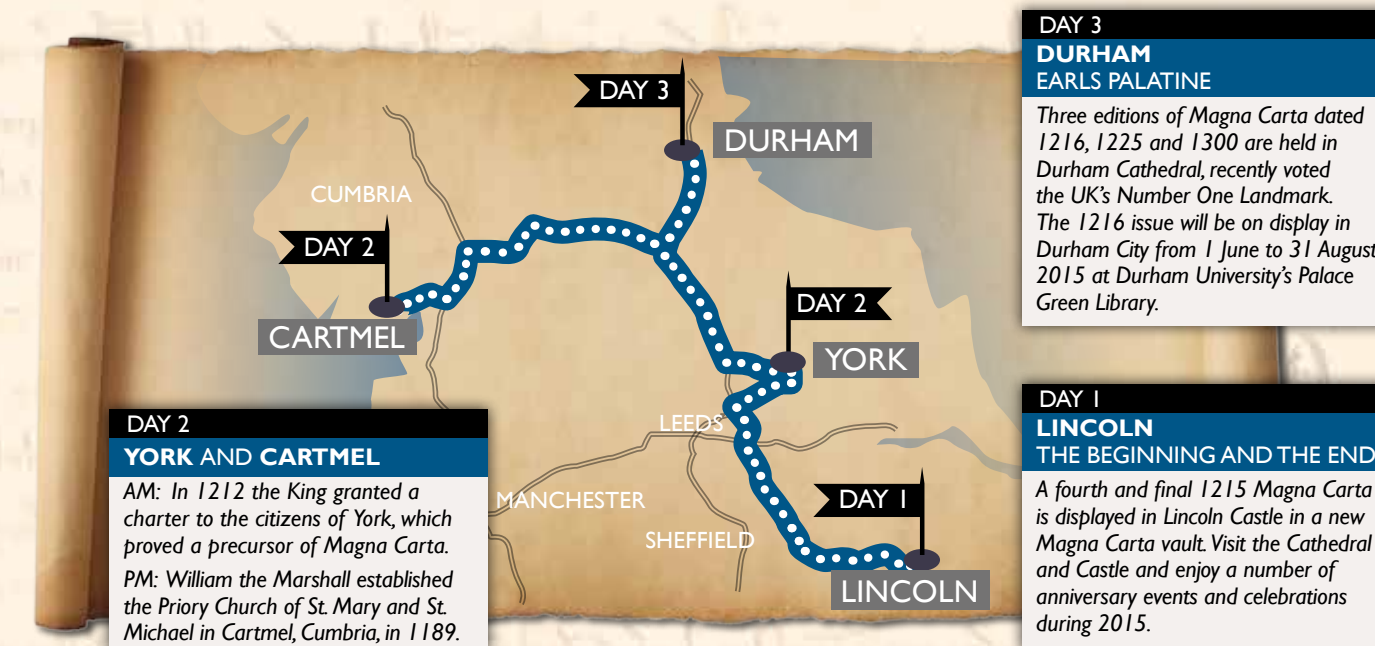 DAY 3
DURHAM
EARLS PALATINE
Three editions of Magna Carta dated
1216, 1225 and 1300 are held in
Durham Cathedral, recently voted
the UK's Number One Landmark.
The 1216 issue will be on display in
Durham City from 1 June to 31 August
2015 at Durham University's Palace
Green Library.
DAY 3
DURHAM
CUMBRIA
DAY 2
CARTMEL
DAY 2
YORK
LEEDS
MANCHESTER
SHEFFIELD
DAY 1
LINCOLN
DAY 2
YORK AND CARTMEL
AM: In 1212 the King granted a
charter to the citizens of York, which
proved a precursor of Magna Carta.
PM: William the Marshall established
the Priory Church of St. Mary and St.
Michael in Cartmel, Cumbria, in 1189.
DAY 1
LINCOLN
THE BEGINNING AND THE END
A fourth and final 1215 Magna Carta
is displayed in Lincoln Castle in a new
Magna Carta vault. Visit the Cathedral
and Castle and enjoy a number of
anniversary events and celebrations
during 2015.